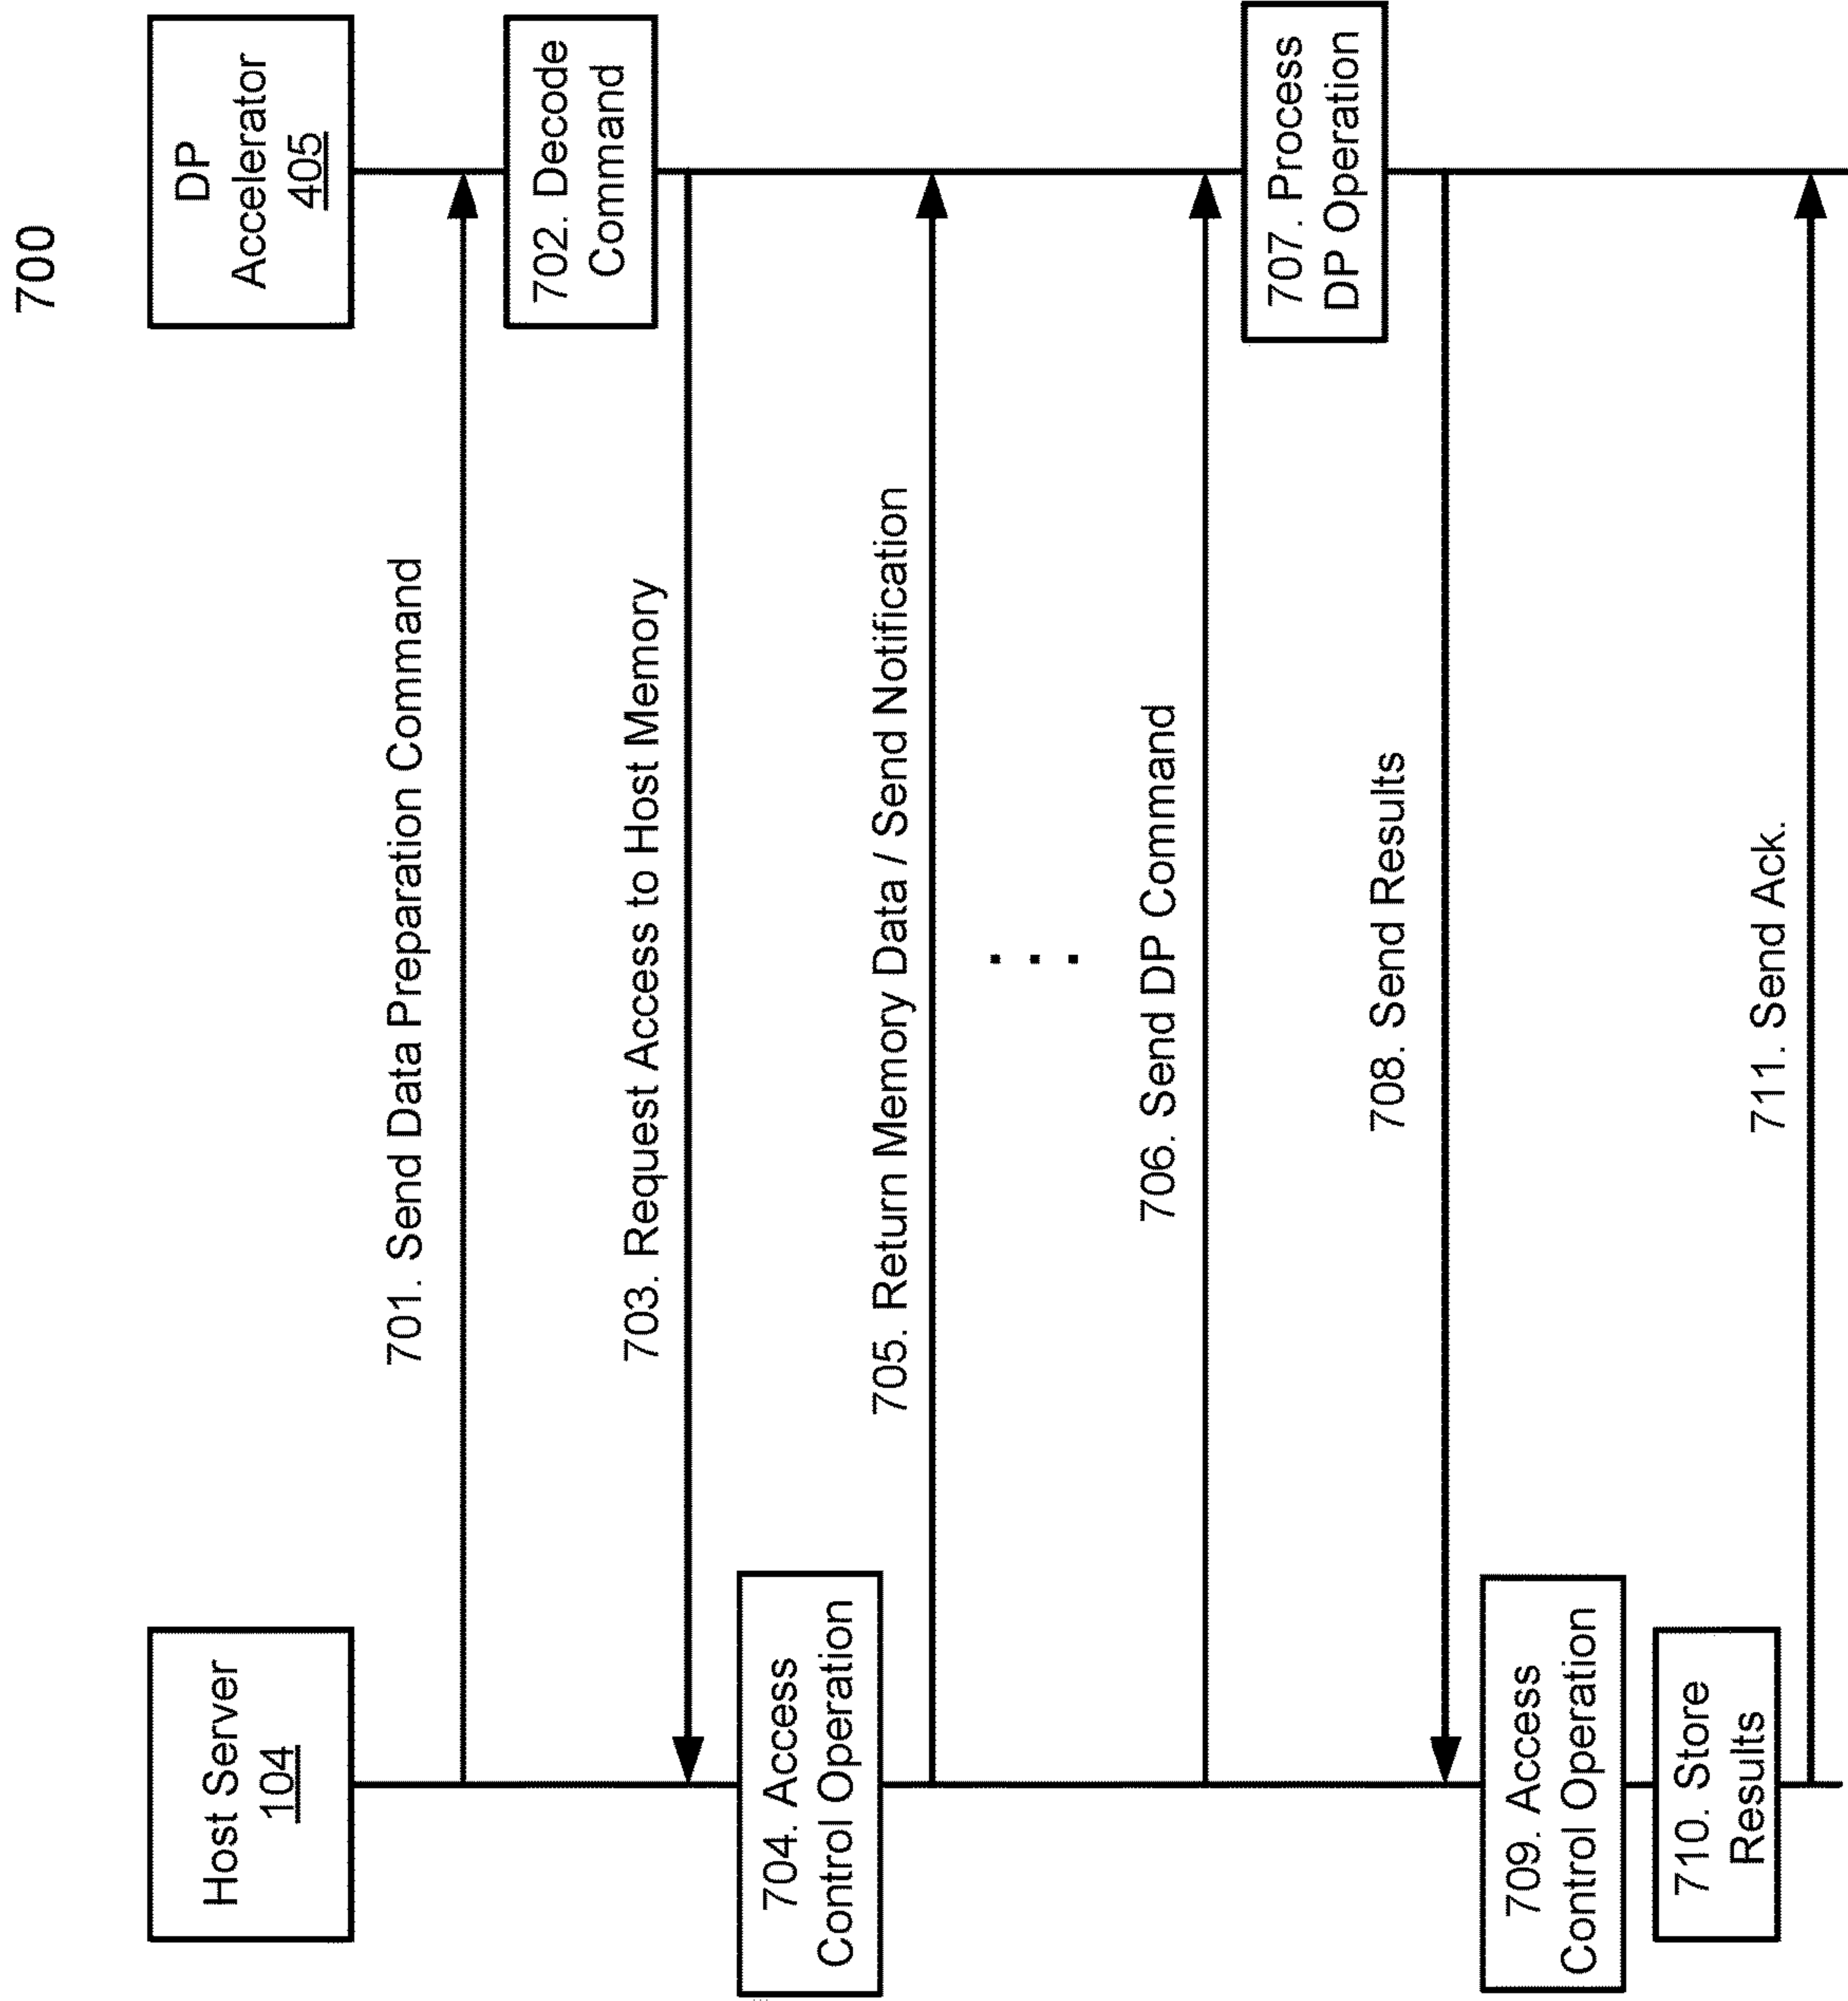 700
Host Server
104
DP
Accelerator
405
701. Send Data Preparation Command
702. Decode
Command
703. Request Access to Host Memory
704. Access
Control Operation
705. Return Memory Data / Send Notification
. . .
706. Send DP Command
707. Process
DP Operation
708. Send Results
709. Access
Control Operation
710. Store
Results
711. Send Ack.